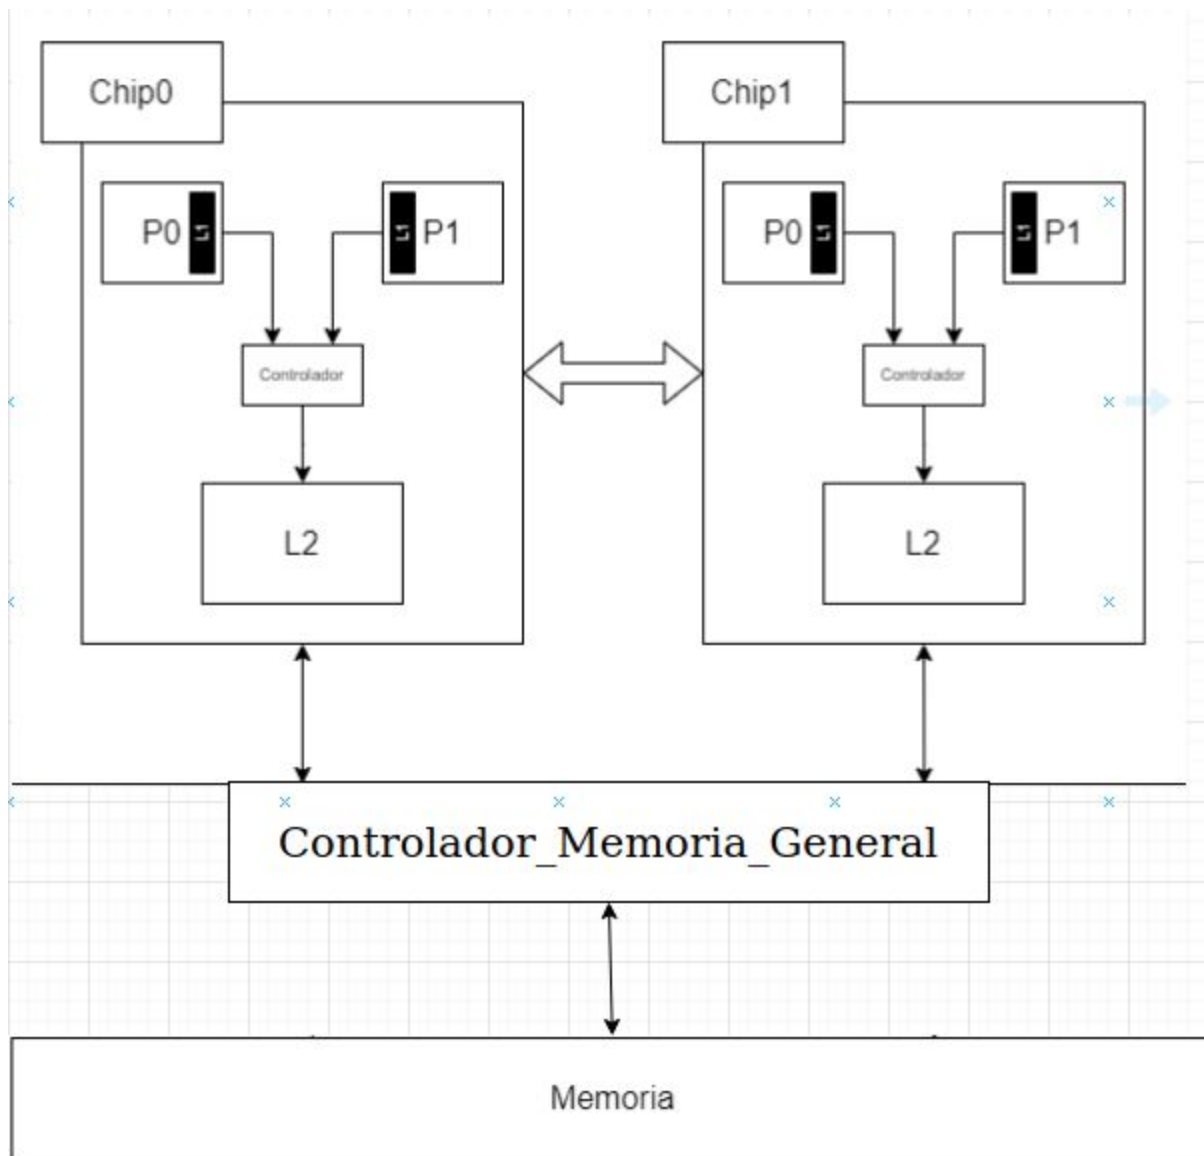 Chip0
Chip1
P0
L1
L1
P1
P0
L1
L1
P1
Controlador
Controlador
L2
L2
Controlador_Memoria_General
Memoria